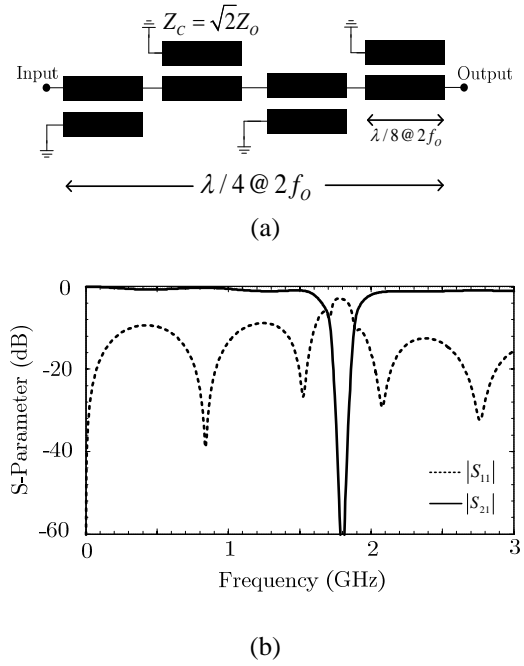 Z_C = √2Z_O
Input
Output
λ/8@2f_O
λ/4@2f_O
(a)
0
-20
-40
-60
S-Parameter (dB)
|S₁₁|
|S₂₁|
0 1 2 3
Frequency (GHz)
(b)